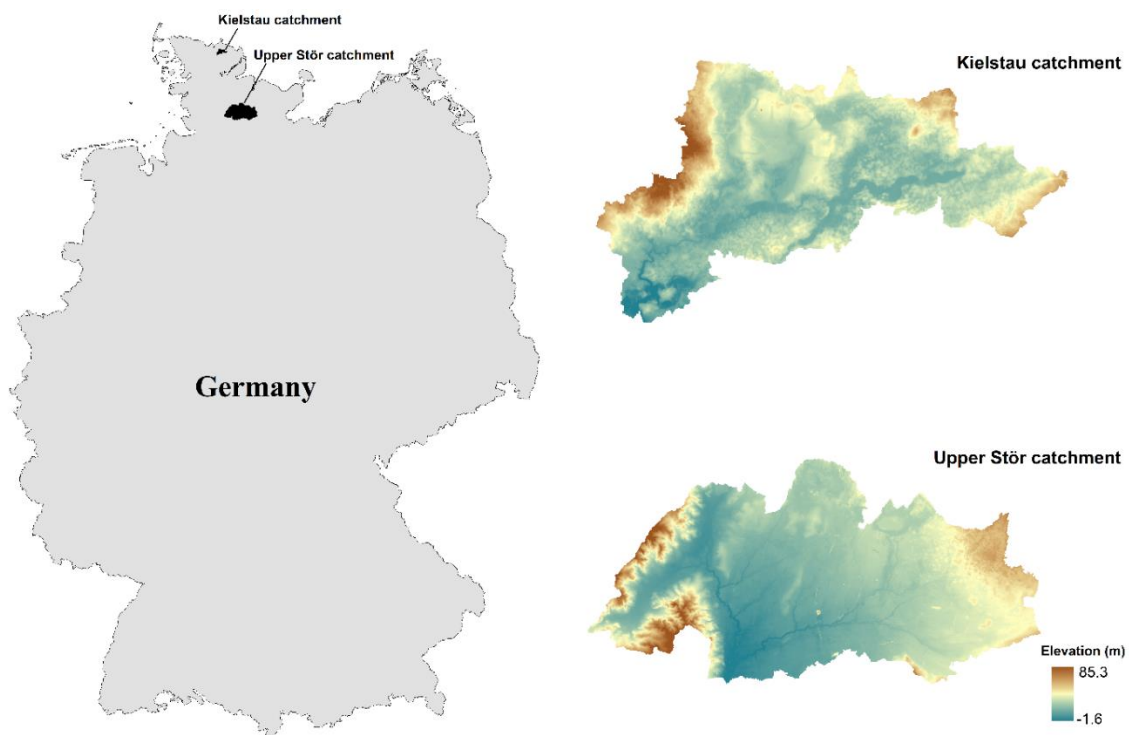 Kielstau catchment
Upper Stör catchment
Germany
Kielstau catchment
Upper Stör catchment
Elevation (m)
85.3
-1.6